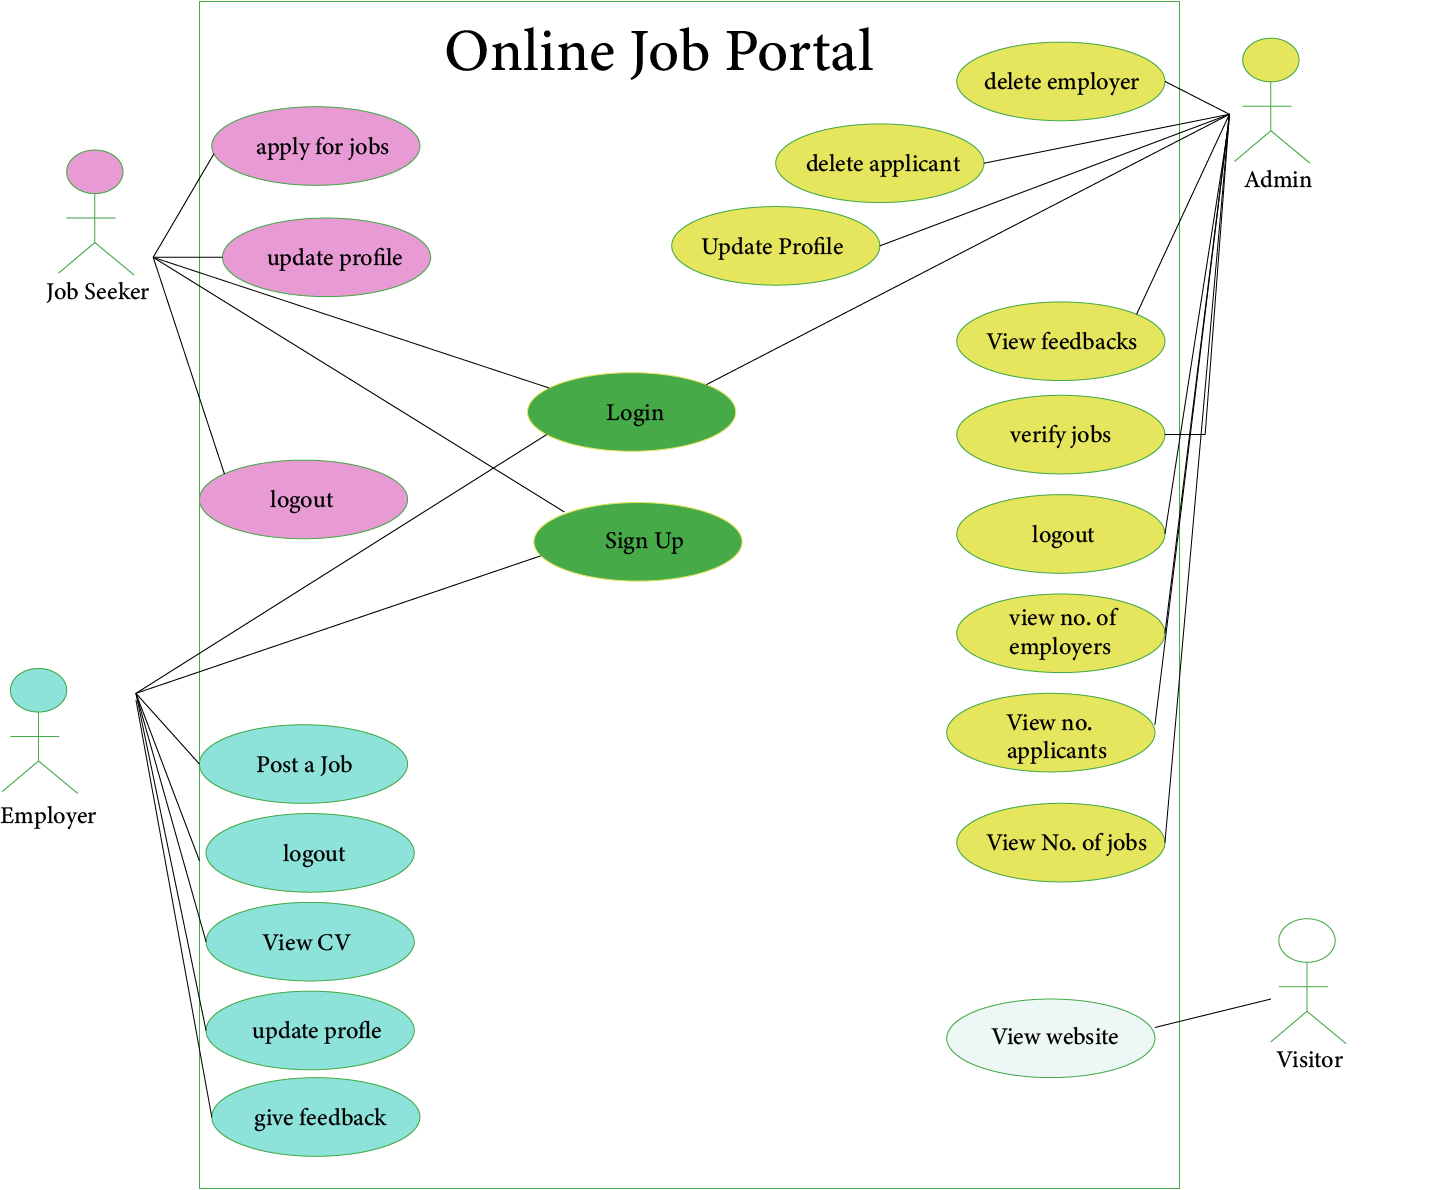 Online Job Portal
delete employer
apply for jobs
delete applicant
Admin
Update Profile
update profile
Job Seeker
View feedbacks
Login
verify jobs
logout
logout
Sign Up
view no. of
employers
View no.
applicants
Post a Job
Employer
View No. of jobs
logout
View CV
update profle
View website
Visitor
give feedback